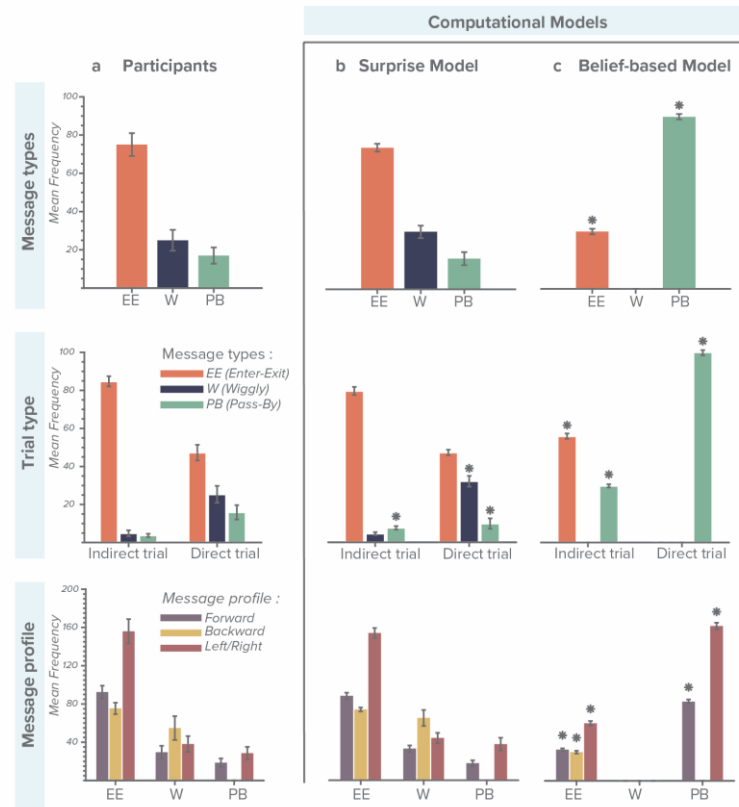 Computational Models
a Participants
b Surprise Model
c Belief-based Model
Message types
Mean Frequency
100
80
60
40
20
EE W PB
EE W PB
EE W PB
*
*
Trial type
Mean Frequency
100
80
60
40
20
Message types :
EE (Enter-Exit)
W (Wiggly)
PB (Pass-By)
Indirect trial Direct trial
*
*
*
Indirect trial Direct trial
*
*
*
Indirect trial Direct trial
Message profile
Mean Frequency
200
160
120
80
40
Message profile :
Forward
Backward
Left/Right
EE W PB
EE W PB
*
*
*
*
*
EE W PB